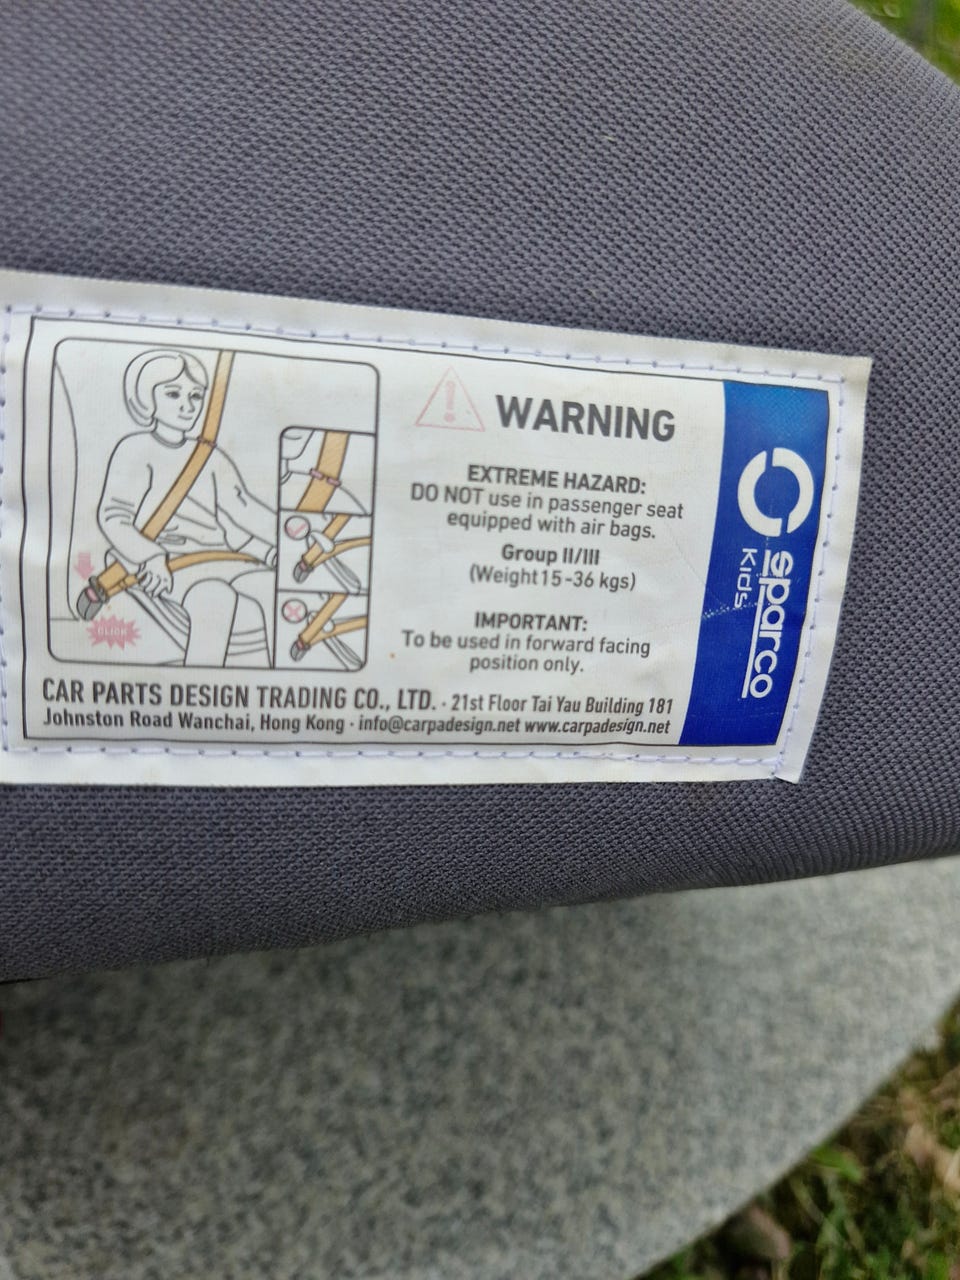 WARNING
EXTREME HAZARD:
DO NOT use in passenger seat
equipped with air bags.
Group II/III
(Weight 15-36 kgs)
IMPORTANT:
To be used in forward facing
position only.
CLICK
CAR PARTS DESIGN TRADING CO., LTD. · 21st Floor Tai Yau Building 181
Johnston Road Wanchai, Hong Kong · info@carpadesign.net www.carpadesign.net
sparco
Kids